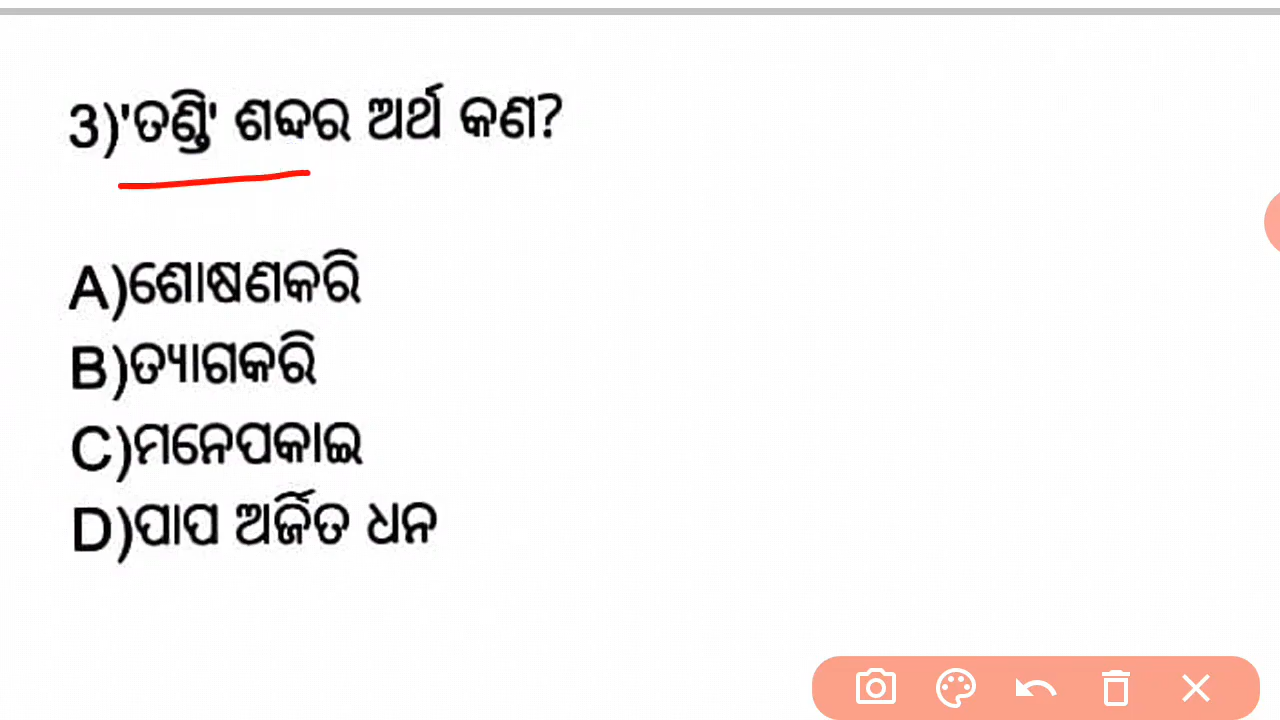 3)'ତଣ୍ଡି' ଶବ୍ଦର ଅର୍ଥ କଣ?
A)ଶୋଷଣକରି
B)ତ୍ୟାଗକରି
C)ମନେପକାଇ
D)ପାପ ଅର୍ଜିତ ଧନ